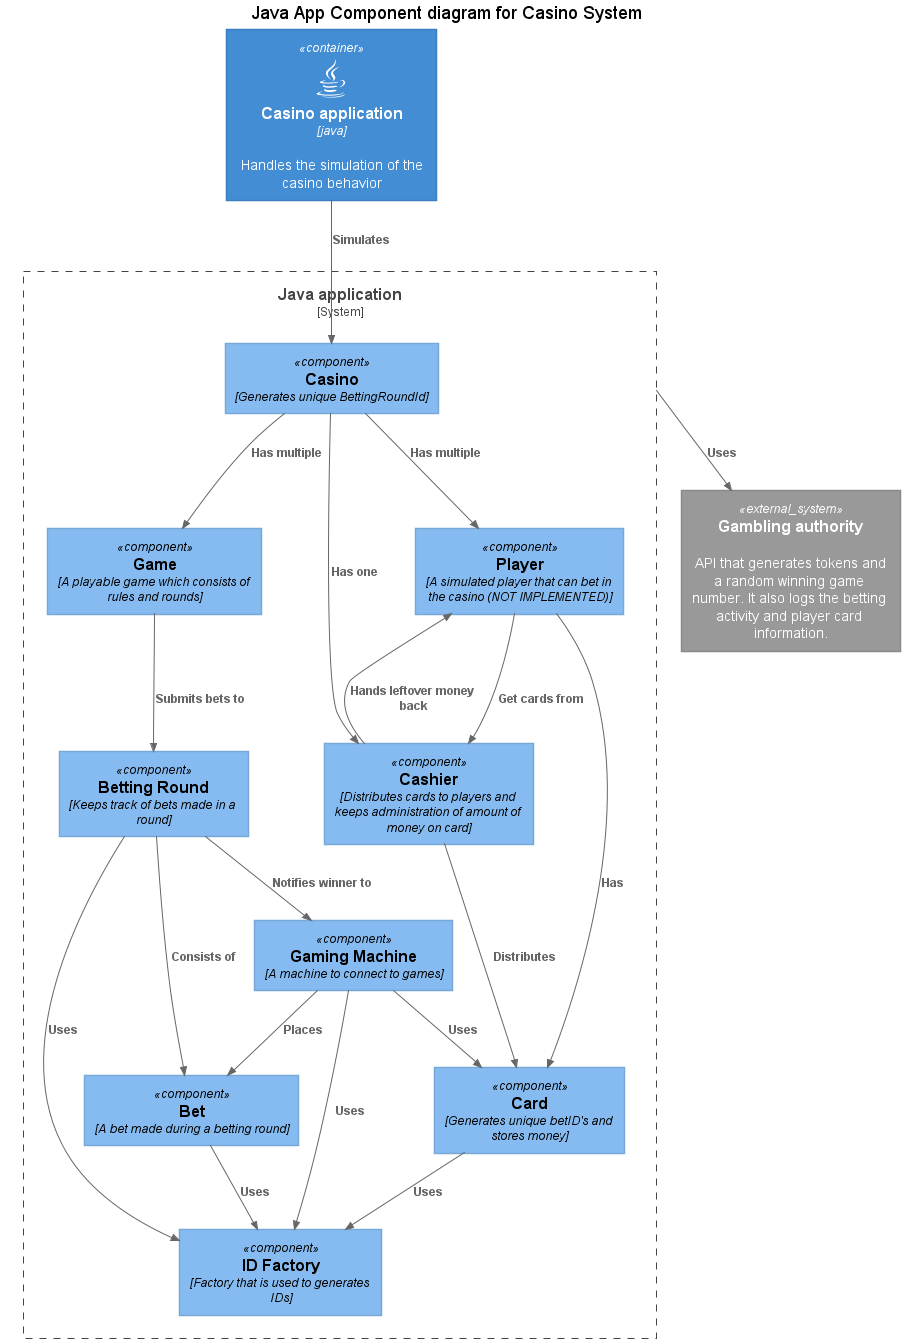 Java App Component diagram for Casino System
«container»
Casino application
[java]
Handles the simulation of the
casino behavior
Simulates
Java application
[System]
«component»
Casino
[Generates unique BettingRoundId]
Has multiple
Has multiple
Uses
«external_system»
Gambling authority
API that generates tokens and
a random winning game
number. It also logs the betting
activity and player card
information.
«component»
Game
[A playable game which consists of
rules and rounds]
Has one
«component»
Player
[A simulated player that can bet in
the casino (NOT IMPLEMENTED)]
Submits bets to
Hands leftover money
back
Get cards from
«component»
Betting Round
[Keeps track of bets made in a
round]
«component»
Cashier
[Distributes cards to players and
keepes administration of amount of
money on card]
Notifies winner to
Has
«component»
Gaming Machine
[A machine to connect to games]
Consists of
Distributes
Uses
Places
Uses
«component»
Bet
[A bet made during a betting round]
Uses
«component»
Card
[Generates unique betID's and
stores money]
Uses
Uses
«component»
ID Factory
[Factory that is used to generates
IDs]